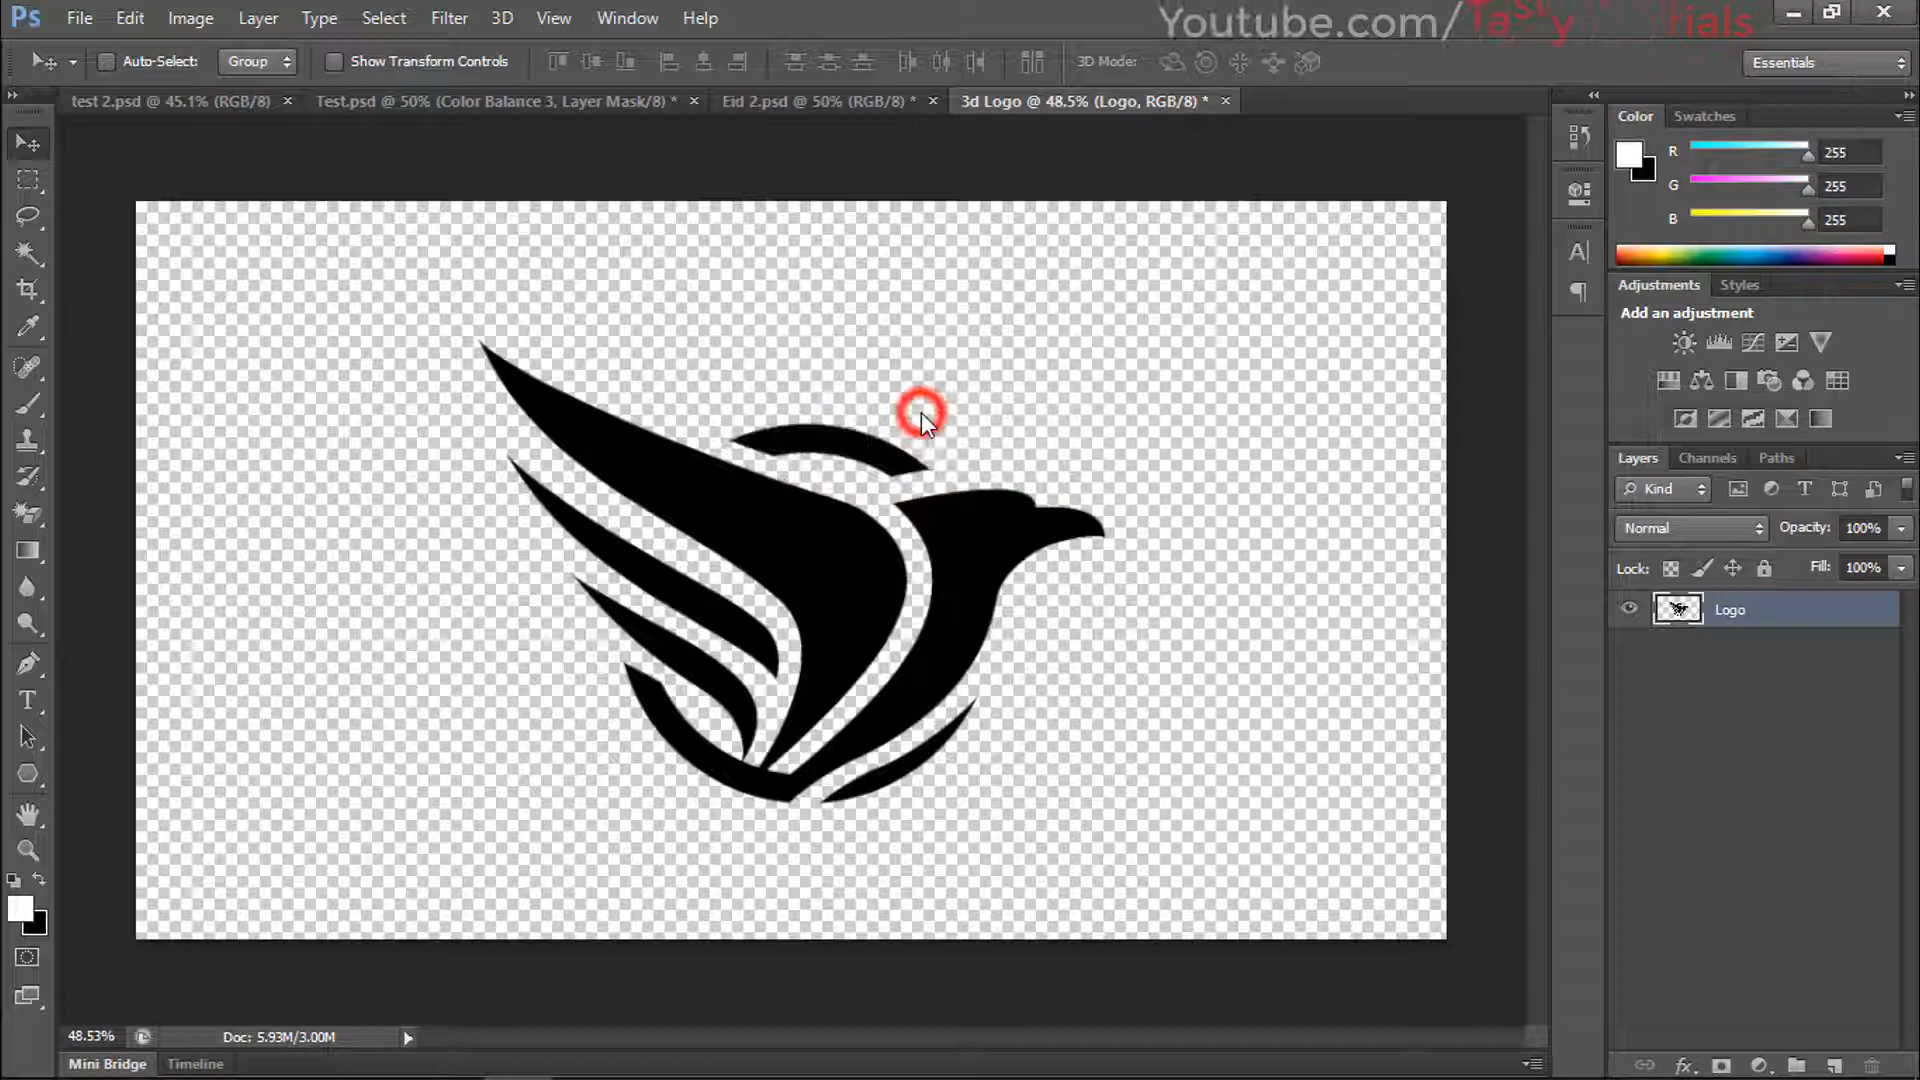 Ps File Edit Image Layer Type Select Filter 3D View Window Help
Youtube.com/
Auto-Select: Group Show Transform Controls 3D Mode: Essentials
test 2.psd @ 45.1% (RGB/8) × Test.psd @ 50% (Color Balance 3, Layer Mask/8) * × Eid 2.psd @ 50% (RGB/8) * × 3d Logo @ 48.5% (Logo, RGB/8) * ×
Color Swatches
R 255
G 255
B 255
Adjustments Styles
Add an adjustment
Layers Channels Paths
Kind
Normal Opacity: 100%
Lock: Fill: 100%
Logo
48.53% Doc: 5.93M/3.00M
Mini Bridge Timeline